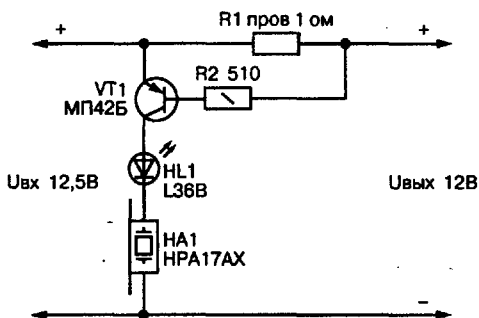 R1 пров 1 ом
+
+
R2 510
VT1
МП42Б
Uвх 12,5В
HL1
L36B
Uвых 12В
HA1
HPA17AX
−